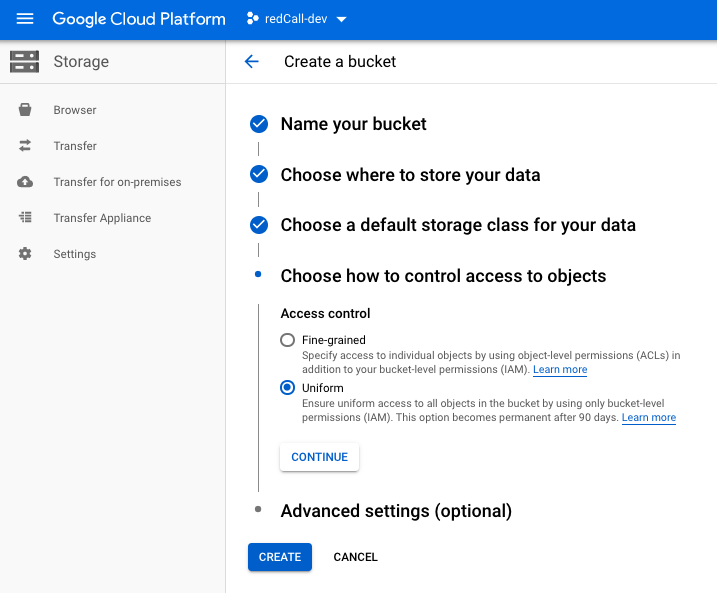 Google Cloud Platform
redCall-dev
Storage
Create a bucket
Browser
Transfer
Transfer for on-premises
Transfer Appliance
Settings
Name your bucket
Choose where to store your data
Choose a default storage class for your data
Choose how to control access to objects
Access control
Fine-grained
Specify access to individual objects by using object-level permissions (ACLs) in
addition to your bucket-level permissions (IAM). Learn more
Uniform
Ensure uniform access to all objects in the bucket by using only bucket-level
permissions (IAM). This option becomes permanent after 90 days. Learn more
CONTINUE
Advanced settings (optional)
CREATE
CANCEL